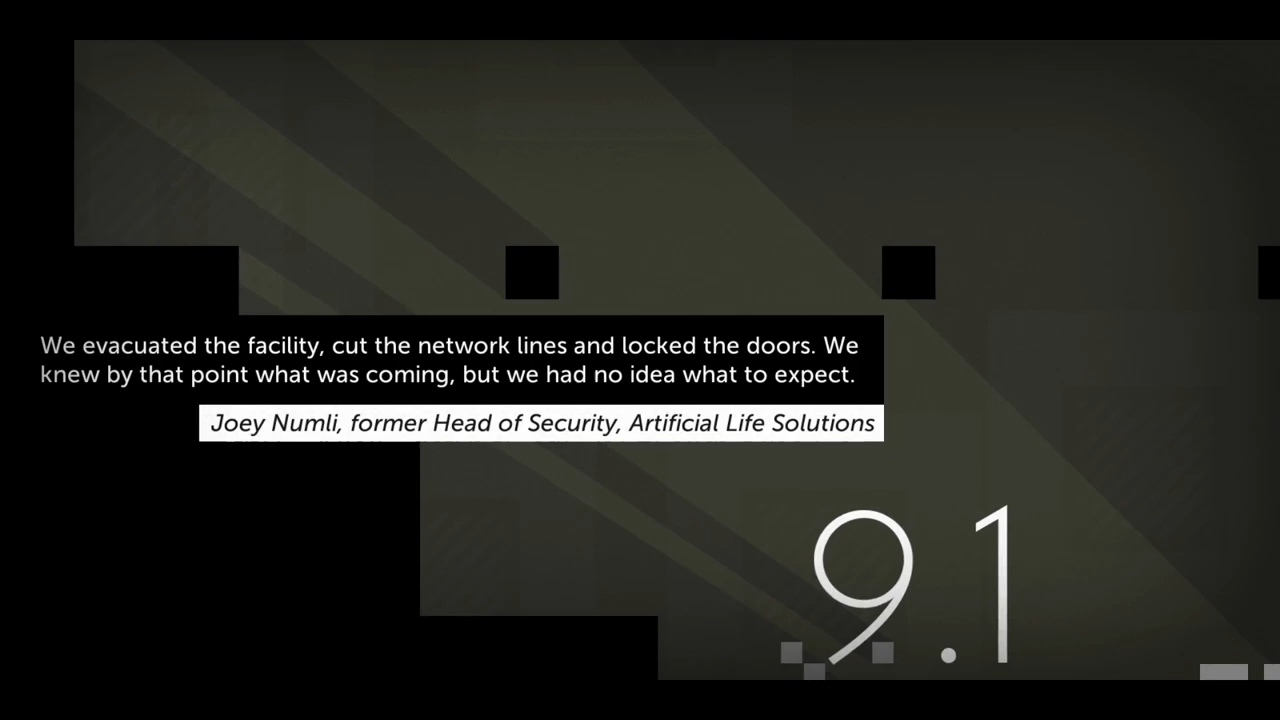 We evacuated the facility, cut the network lines and locked the doors. We
knew by that point what was coming, but we had no idea what to expect.
Joey Numli, former Head of Security, Artificial Life Solutions
9.1